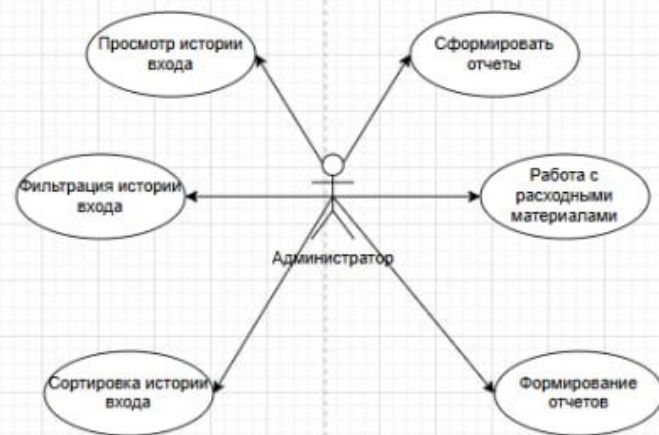 Просмотр истории
входа
Сформировать
отчеты
Фильтрация истории
входа
Работа с
расходными
материалами
Администратор
Сортировка истории
входа
Формирование
отчетов